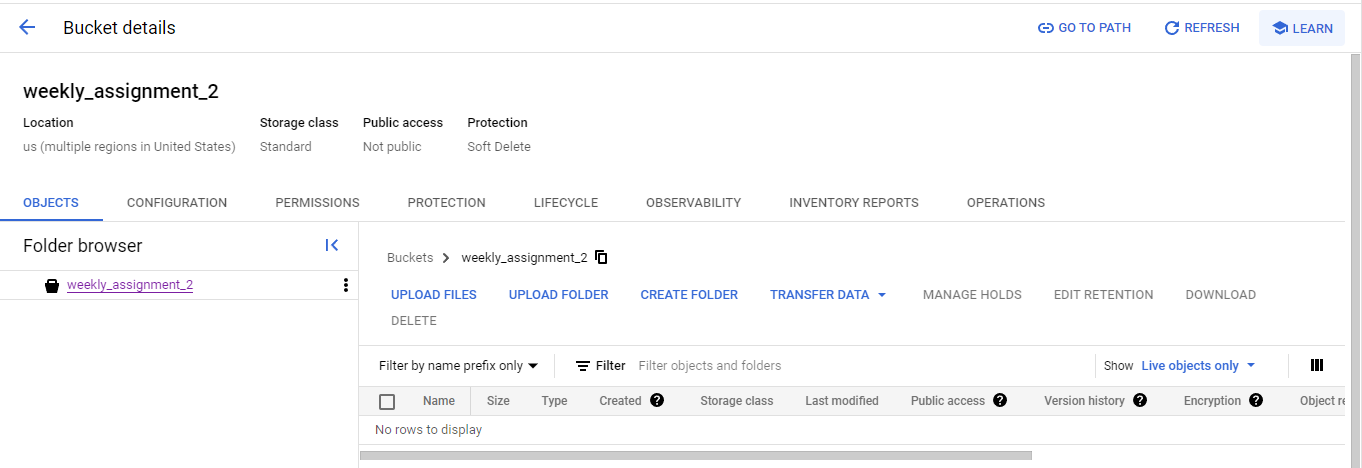 Bucket details
GO TO PATH
REFRESH
LEARN
weekly_assignment_2
Location Storage class Public access Protection
us (multiple regions in United States) Standard Not public Soft Delete
OBJECTS CONFIGURATION PERMISSIONS PROTECTION LIFECYCLE OBSERVABILITY INVENTORY REPORTS OPERATIONS
Folder browser
weekly_assignment_2
Buckets weekly_assignment_2
UPLOAD FILES UPLOAD FOLDER CREATE FOLDER TRANSFER DATA MANAGE HOLDS EDIT RETENTION DOWNLOAD
DELETE
Filter by name prefix only Filter Filter objects and folders Show Live objects only
Name Size Type Created Storage class Last modified Public access Version history Encryption Object re
No rows to display